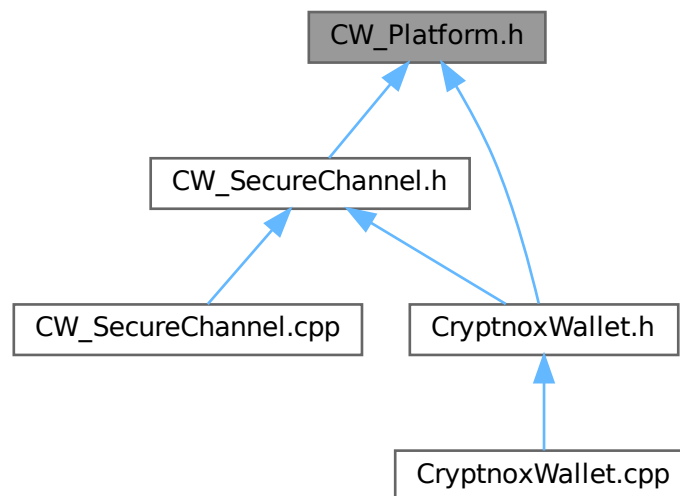 CW_Platform.h
CW_SecureChannel.h
CW_SecureChannel.cpp
CryptnoxWallet.h
CryptnoxWallet.cpp